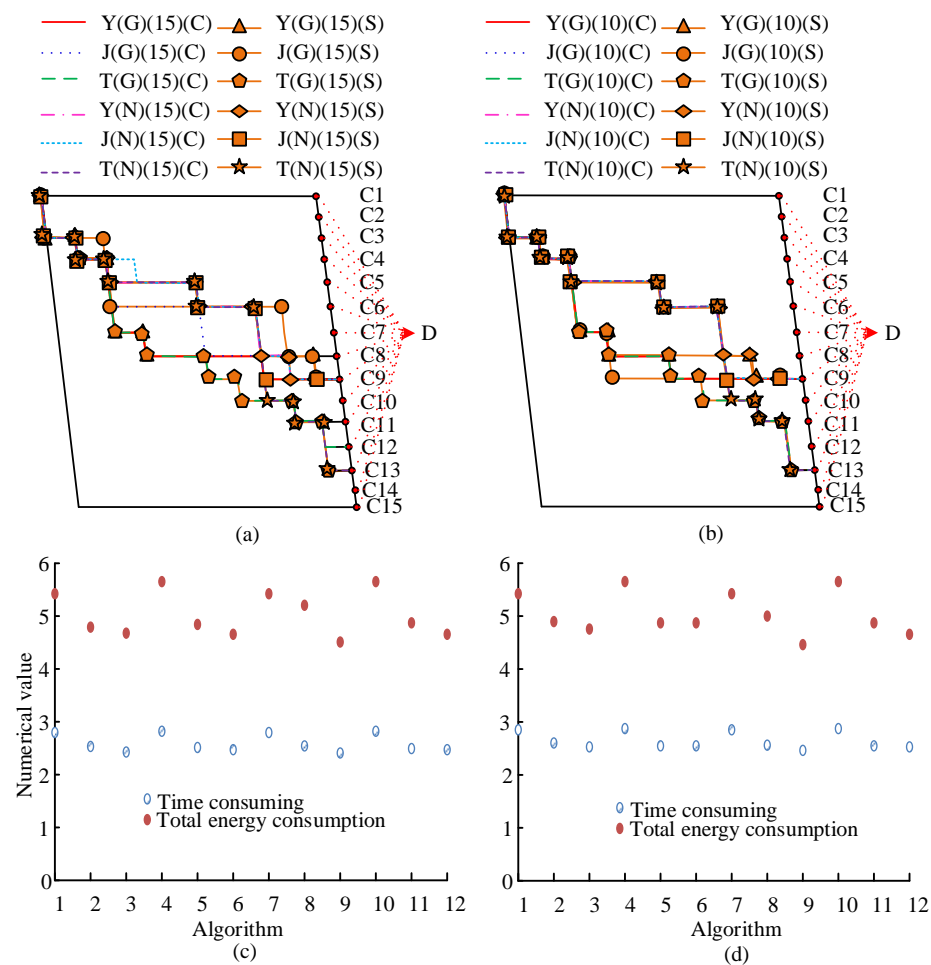 Y(G)(15)(C) Y(G)(15)(S)
J(G)(15)(C) J(G)(15)(S)
T(G)(15)(C) T(G)(15)(S)
Y(N)(15)(C) Y(N)(15)(S)
J(N)(15)(C) J(N)(15)(S)
T(N)(15)(C) T(N)(15)(S)
C1
C2
C3
C4
C5
C6
C7 D
C8
C9
C10
C11
C12
C13
C14
C15
(a)
Y(G)(10)(C) Y(G)(10)(S)
J(G)(10)(C) J(G)(10)(S)
T(G)(10)(C) T(G)(10)(S)
Y(N)(10)(C) Y(N)(10)(S)
J(N)(10)(C) J(N)(10)(S)
T(N)(10)(C) T(N)(10)(S)
C1
C2
C3
C4
C5
C6
C7 D
C8
C9
C10
C11
C12
C13
C14
C15
(b)
Numerical value
6
5
4
3
2
1
0
Time consuming
Total energy consumption
1 2 3 4 5 6 7 8 9 10 11 12
Algorithm
(c)
6
5
4
3
2
1
0
Time consuming
Total energy consumption
1 2 3 4 5 6 7 8 9 10 11 12
Algorithm
(d)